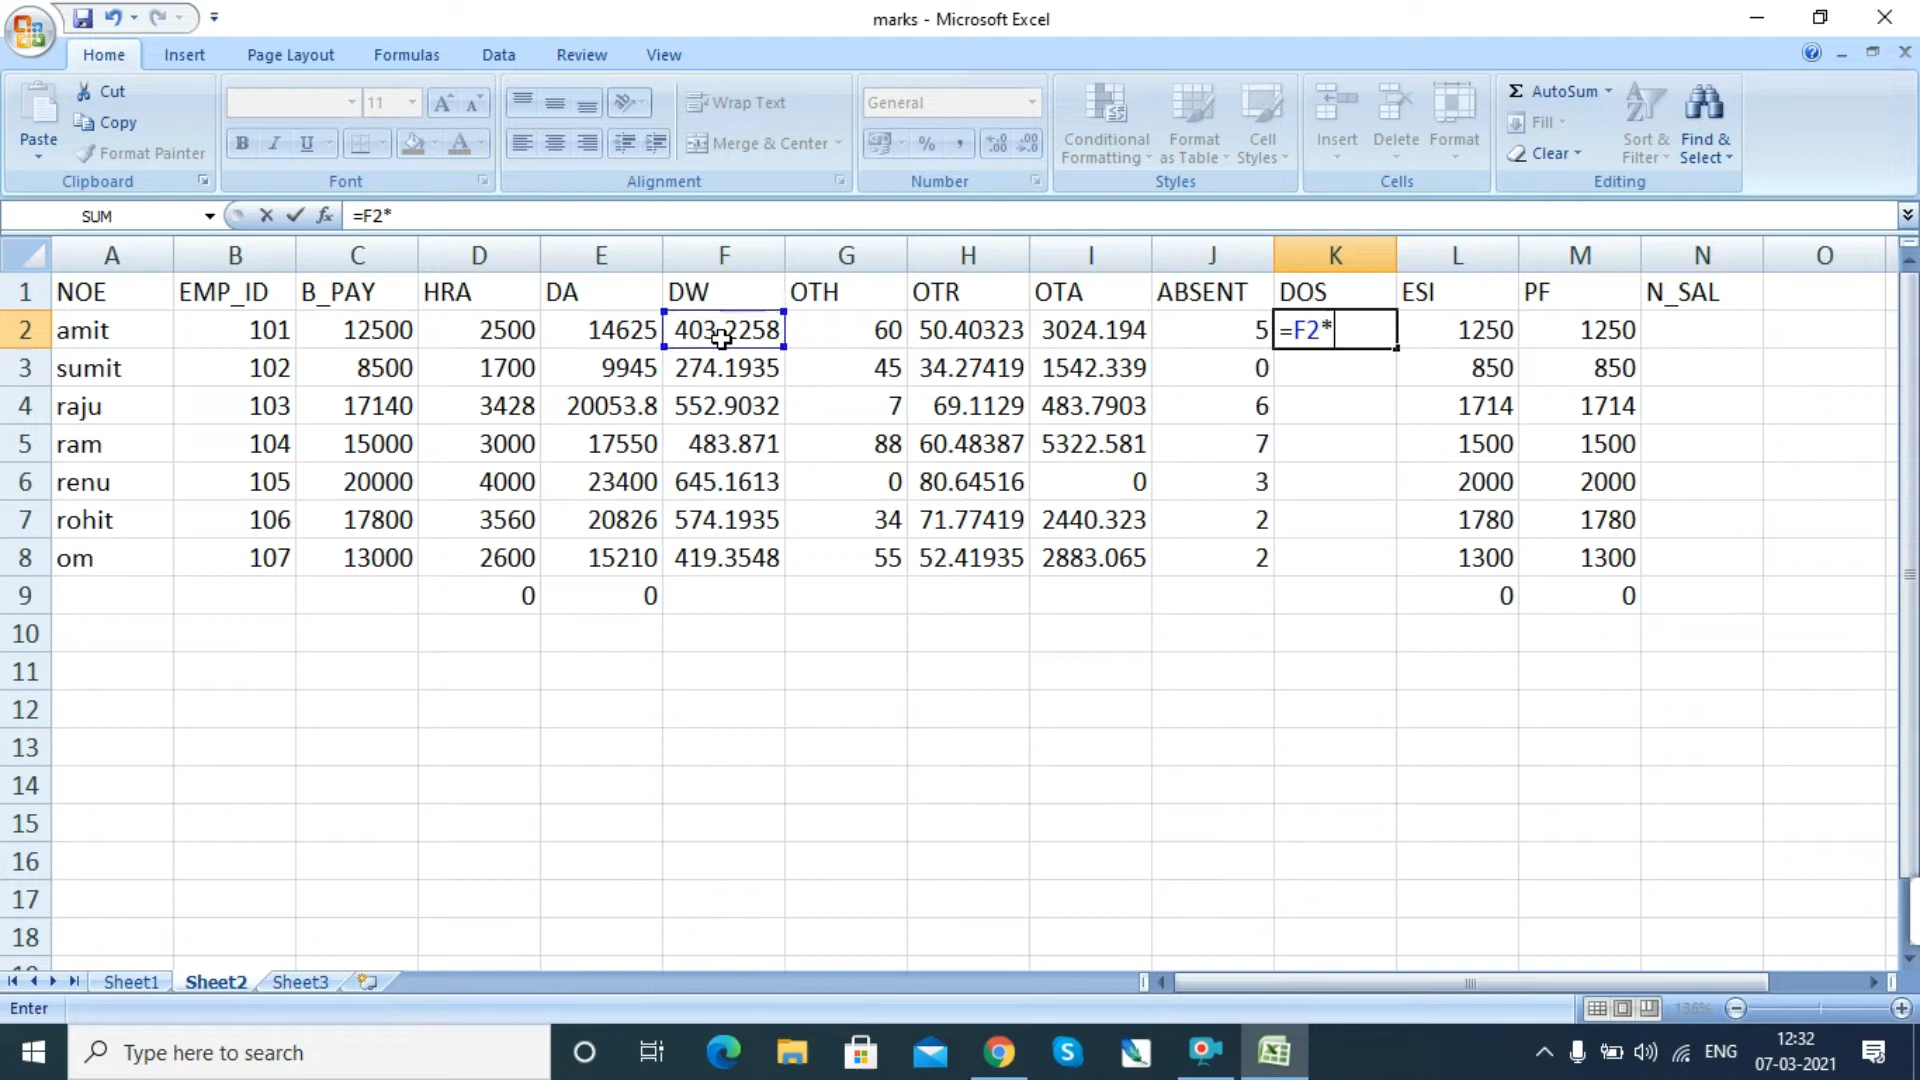 marks - Microsoft Excel
Home Insert Page Layout Formulas Data Review View
Cut
Copy
Format Painter
Paste
Clipboard
11
B I U
Font
Wrap Text
Merge & Center
Alignment
General
% ,
Number
Conditional Formatting
Format as Table
Cell Styles
Styles
Insert Delete Format
Cells
Σ AutoSum
Fill
Clear
Sort & Filter
Find & Select
Editing
SUM fx =F2*
A B C D E F G H I J K L M N O
1 NOE EMP_ID B_PAY HRA DA DW OTH OTR OTA ABSENT DOS ESI PF N_SAL
2 amit 101 12500 2500 14625 403.2258 60 50.40323 3024.194 5 =F2* 1250 1250
3 sumit 102 8500 1700 9945 274.1935 45 34.27419 1542.339 0 850 850
4 raju 103 17140 3428 20053.8 552.9032 7 69.1129 483.7903 6 1714 1714
5 ram 104 15000 3000 17550 483.871 88 60.48387 5322.581 7 1500 1500
6 renu 105 20000 4000 23400 645.1613 0 80.64516 0 3 2000 2000
7 rohit 106 17800 3560 20826 574.1935 34 71.77419 2440.323 2 1780 1780
8 om 107 13000 2600 15210 419.3548 55 52.41935 2883.065 2 1300 1300
9 0 0 0 0
10
11
12
13
14
15
16
17
18
Sheet1 Sheet2 Sheet3
Enter 136%
Type here to search
ENG
12:32
07-03-2021